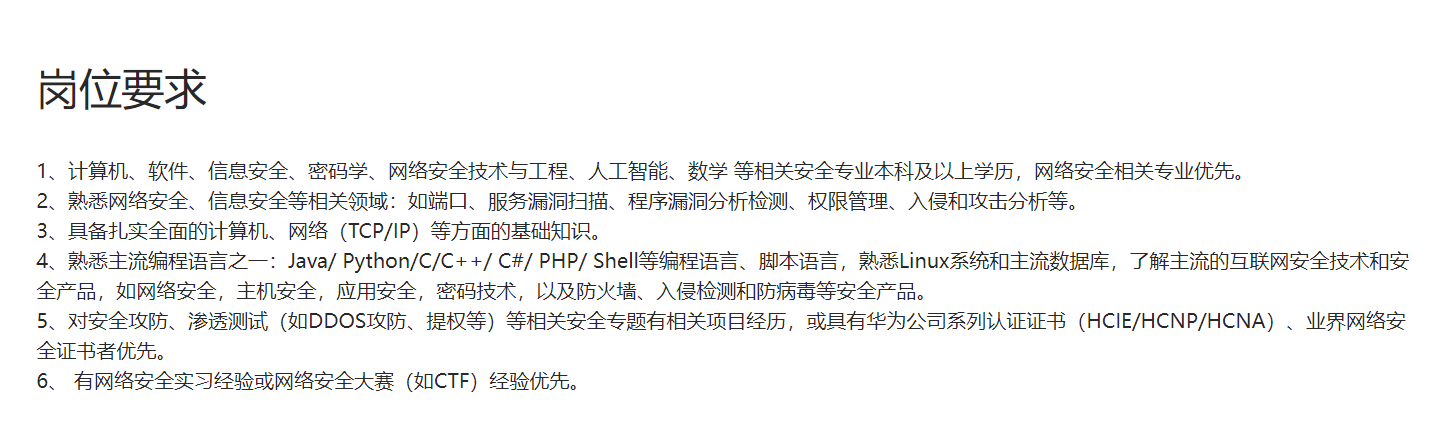 岗位要求
1、计算机、软件、信息安全、密码学、网络安全技术与工程、人工智能、数学 等相关安全专业本科及以上学历，网络安全相关专业优先。
2、熟悉网络安全、信息安全等相关领域：如端口、服务漏洞扫描、程序漏洞分析检测、权限管理、入侵和攻击分析等。
3、具备扎实全面的计算机、网络（TCP/IP）等方面的基础知识。
4、熟悉主流编程语言之一：Java/ Python/C/C++/ C#/ PHP/ Shell等编程语言、脚本语言，熟悉Linux系统和主流数据库，了解主流的互联网安全技术和安
全产品，如网络安全，主机安全，应用安全，密码技术，以及防火墙、入侵检测和防病毒等安全产品。
5、对安全攻防、渗透测试（如DDOS攻防、提权等）等相关安全专题有相关项目经历，或具有华为公司系列认证证书（HCIE/HCNP/HCNA）、业界网络安
全证书者优先。
6、 有网络安全实习经验或网络安全大赛（如CTF）经验优先。